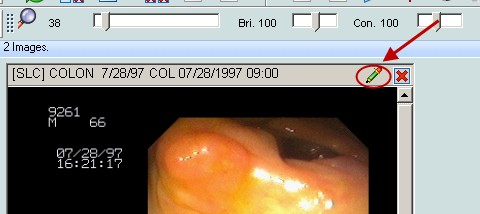 38 Bri. 100 Con. 100
2 Images.
[SLC] COLON 7/28/97 COL 07/28/1997 09:00
9261
M 66
07/28/97
16:21:17